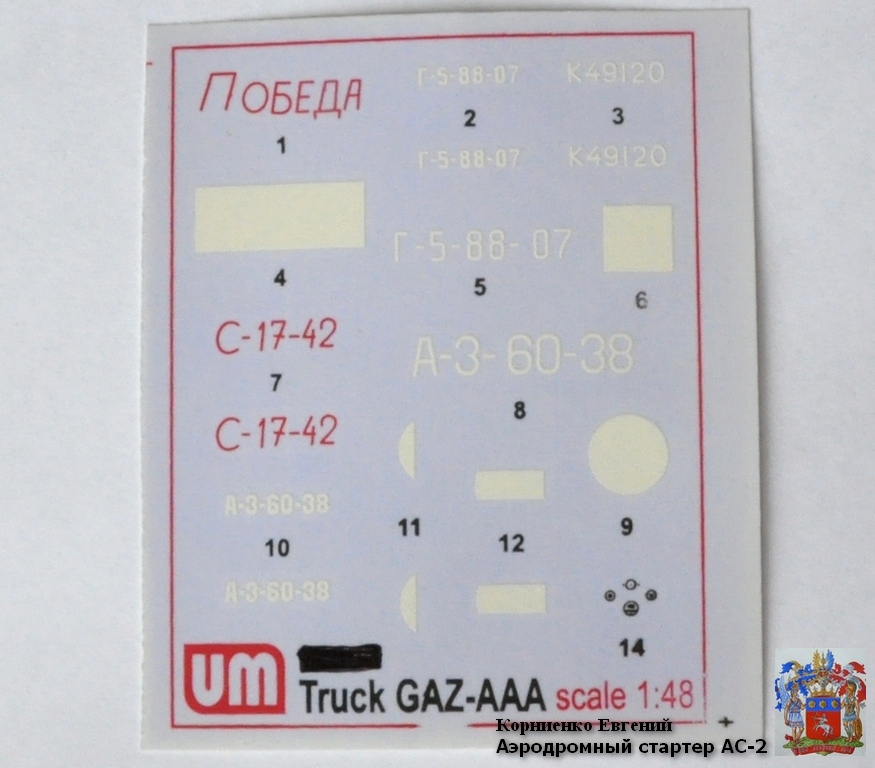 ПОБЕДА
1
Г-5-88-07
2
К49120
3
Г-5-88-07
К49120
4
Г-5-88-07
5
6
С-17-42
7
А-3-60-38
8
С-17-42
А-3-60-38
10
11
12
9
А-3-60-38
14
um
Truck GAZ-AAA scale 1:48
Корниенко Евгений
Аэродромный стартер АС-2